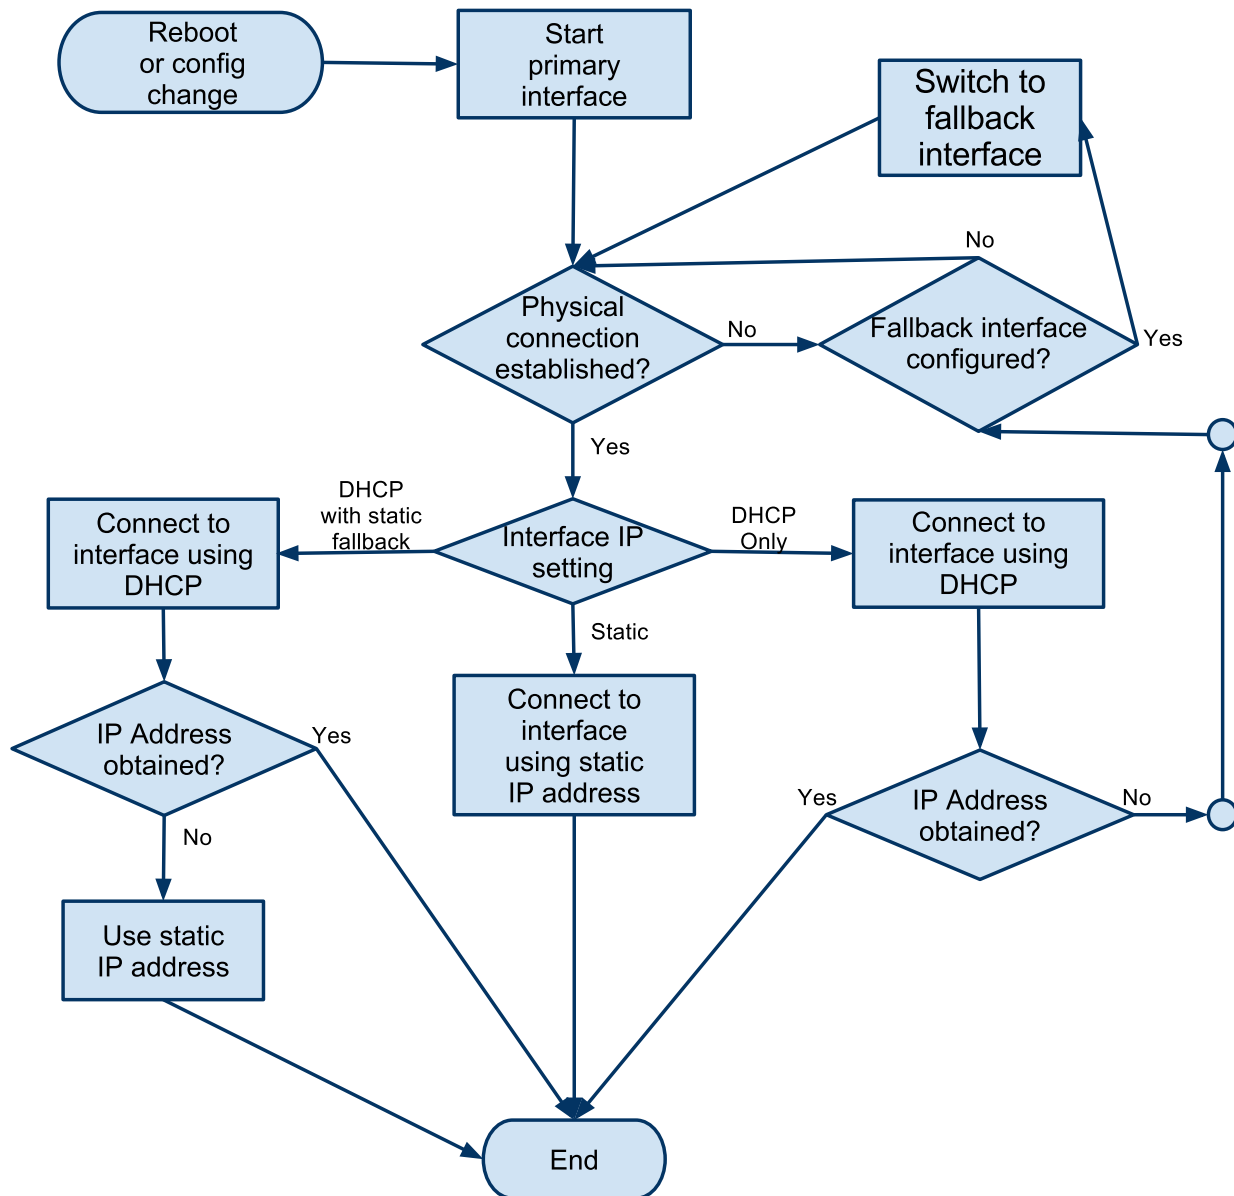 Reboot
or config
change
Start
primary
interface
Switch to
fallback
interface
No
Physical
connection
established?
No
Fallback interface
configured?
Yes
Yes
DHCP
with static
fallback
Connect to
interface using
DHCP
Interface IP
setting
DHCP
Only
Connect to
interface using
DHCP
Static
IP Address
obtained?
Yes
Connect to
interface
using static
IP address
Yes
IP Address
obtained?
No
No
Use static
IP address
End